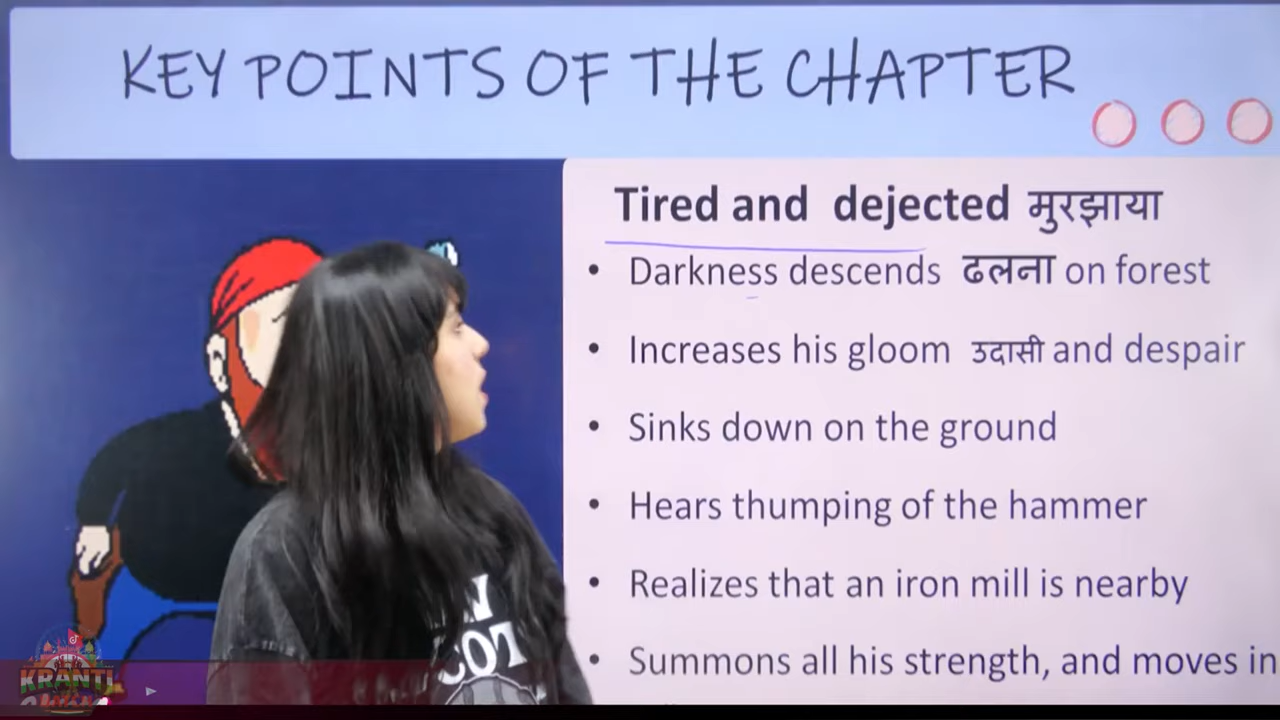 KEY POINTS OF THE CHAPTER
Tired and dejected मुरझाया
• Darkness descends ढलना on forest
• Increases his gloom उदासी and despair
• Sinks down on the ground
• Hears thumping of the hammer
• Realizes that an iron mill is nearby
• Summons all his strength, and moves in
KRANTI